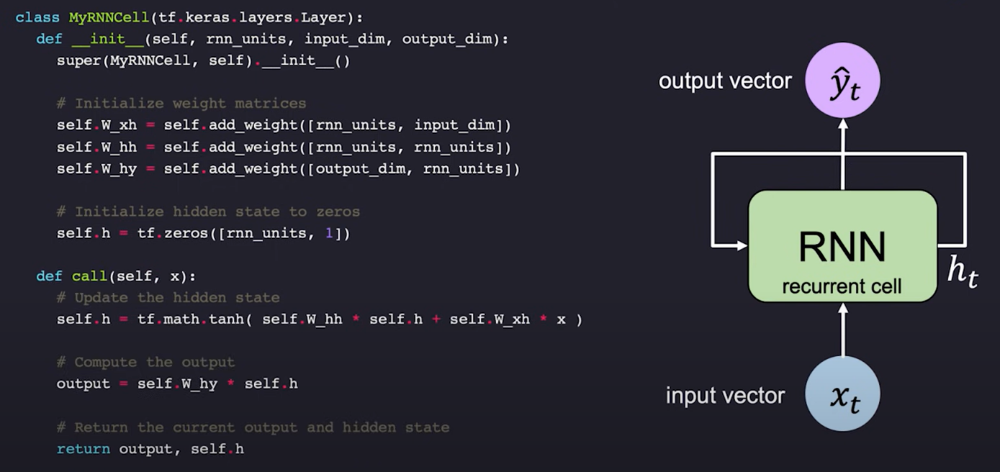 class MyRNNCell(tf.keras.layers.Layer):
  def __init__(self, rnn_units, input_dim, output_dim):
    super(MyRNNCell, self).__init__()

    # Initialize weight matrices
    self.W_xh = self.add_weight([rnn_units, input_dim])
    self.W_hh = self.add_weight([rnn_units, rnn_units])
    self.W_hy = self.add_weight([output_dim, rnn_units])

    # Initialize hidden state to zeros
    self.h = tf.zeros([rnn_units, 1])

  def call(self, x):
    # Update the hidden state
    self.h = tf.math.tanh( self.W_hh * self.h + self.W_xh * x )

    # Compute the output
    output = self.W_hy * self.h

    # Return the current output and hidden state
    return output, self.h
output vector ŷ_t
RNN
recurrent cell
h_t
input vector x_t